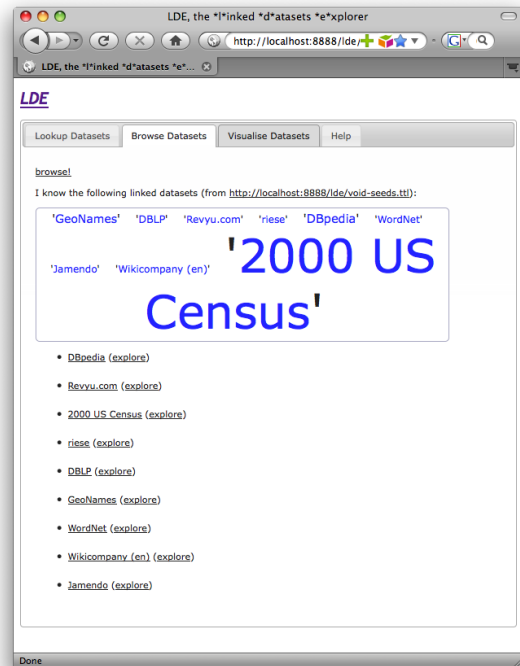 LDE, the *l*inked *d*atasets *e*xplorer
http://localhost:8888/lde/
G
LDE, the *l*inked *d*atasets *e*...
LDE
Lookup Datasets Browse Datasets Visualise Datasets Help
browse!
I know the following linked datasets (from http://localhost:8888/lde/void-seeds.ttl):
'GeoNames' 'DBLP' 'Revyu.com' 'riese' 'DBpedia' 'WordNet'
'Jamendo' 'Wikicompany (en)' '2000 US
Census'
• DBpedia (explore)
• Revyu.com (explore)
• 2000 US Census (explore)
• riese (explore)
• DBLP (explore)
• GeoNames (explore)
• WordNet (explore)
• Wikicompany (en) (explore)
• Jamendo (explore)
Done